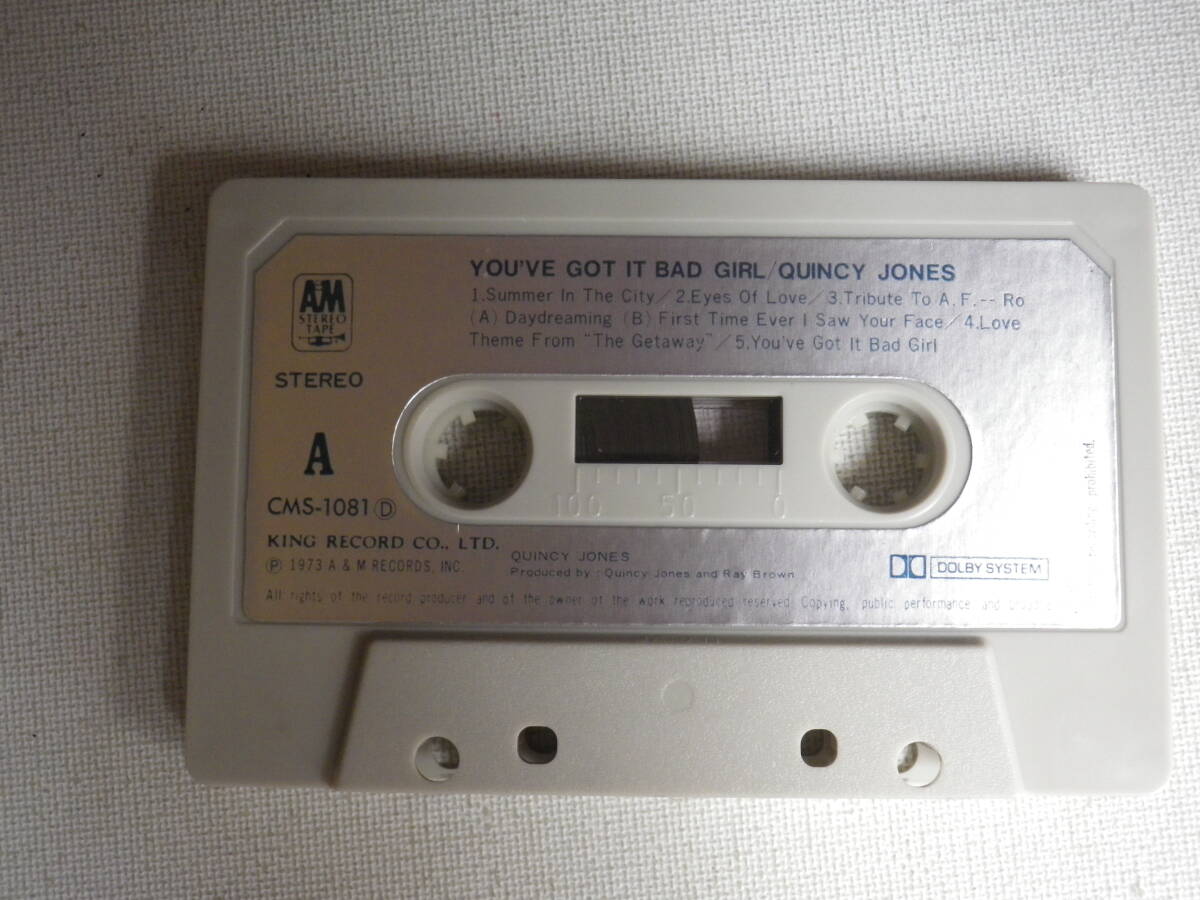 YOU'VE GOT IT BAD GIRL/QUINCY JONES
1.Summer In The City/2.Eyes Of Love/3.Tribute To A.F.-- Ro
(A) Daydreaming (B) First Time Ever I Saw Your Face/4.Love
Theme From "The Getaway"/5.You've Got It Bad Girl
A&M
STEREO
TAPE
STEREO
A
CMS-1081 Ⓓ
100 50 0
KING RECORD CO., LTD.
Ⓟ 1973 A & M RECORDS, INC.
QUINCY JONES
Produced by : Quincy Jones and Ray Brown
DOLBY SYSTEM
All rights of the record producer and of the owner of the work reproduced reserved. Copying, public performance and
prohibited.